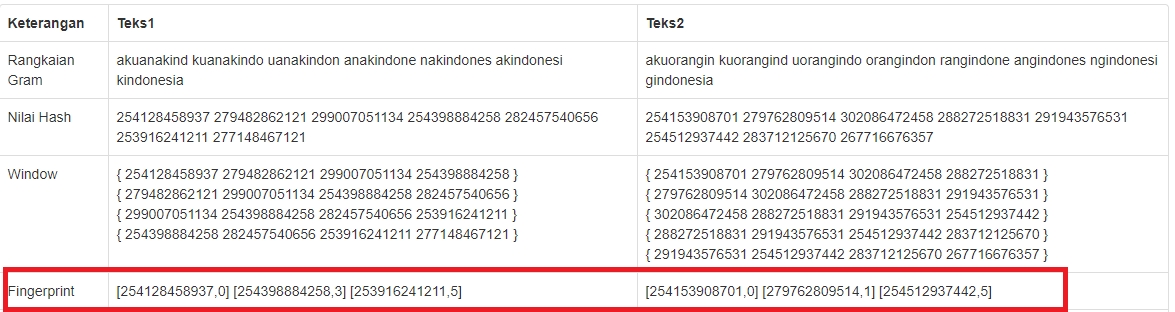 Keterangan Teks1 Teks2
Rangkaian Gram akuanakind kuanakindo uanakindon anakindone nakindones akindonesi kindonesia akuorangin kuorangind uorangindo orangindon rangindone angindones ngindonesi gindonesia
Nilai Hash 254128458937 279482862121 299007051134 254398884258 282457540656 253916241211 277148467121 254153908701 279762809514 302086472458 288272518831 291943576531 254512937442 283712125670 267716676357
Window { 254128458937 279482862121 299007051134 254398884258 } { 254153908701 279762809514 302086472458 288272518831 }
{ 279482862121 299007051134 254398884258 282457540656 } { 279762809514 302086472458 288272518831 291943576531 }
{ 299007051134 254398884258 282457540656 253916241211 } { 302086472458 288272518831 291943576531 254512937442 }
{ 254398884258 282457540656 253916241211 277148467121 } { 288272518831 291943576531 254512937442 283712125670 }
{ 291943576531 254512937442 283712125670 267716676357 }
Fingerprint [254128458937,0] [254398884258,3] [253916241211,5] [254153908701,0] [279762809514,1] [254512937442,5]